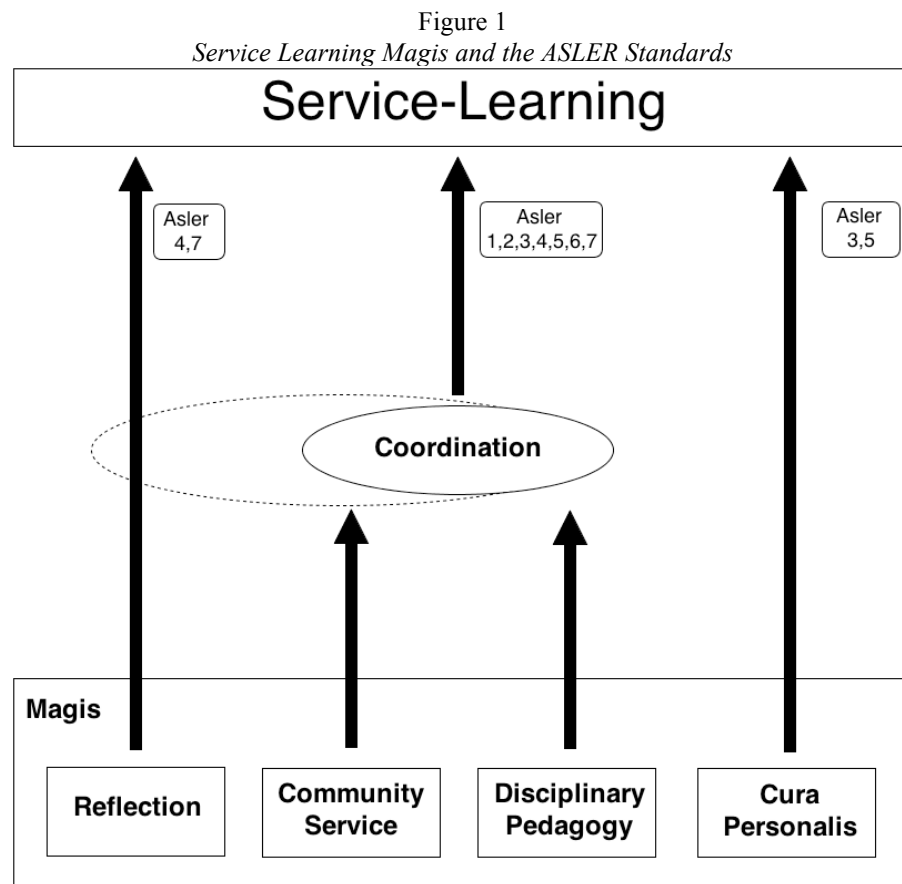 Figure 1
Service Learning Magis and the ASLER Standards
Service-Learning
Asler
4,7
Asler
1,2,3,4,5,6,7
Asler
3,5
Coordination
Magis
Reflection
Community
Service
Disciplinary
Pedagogy
Cura
Personalis